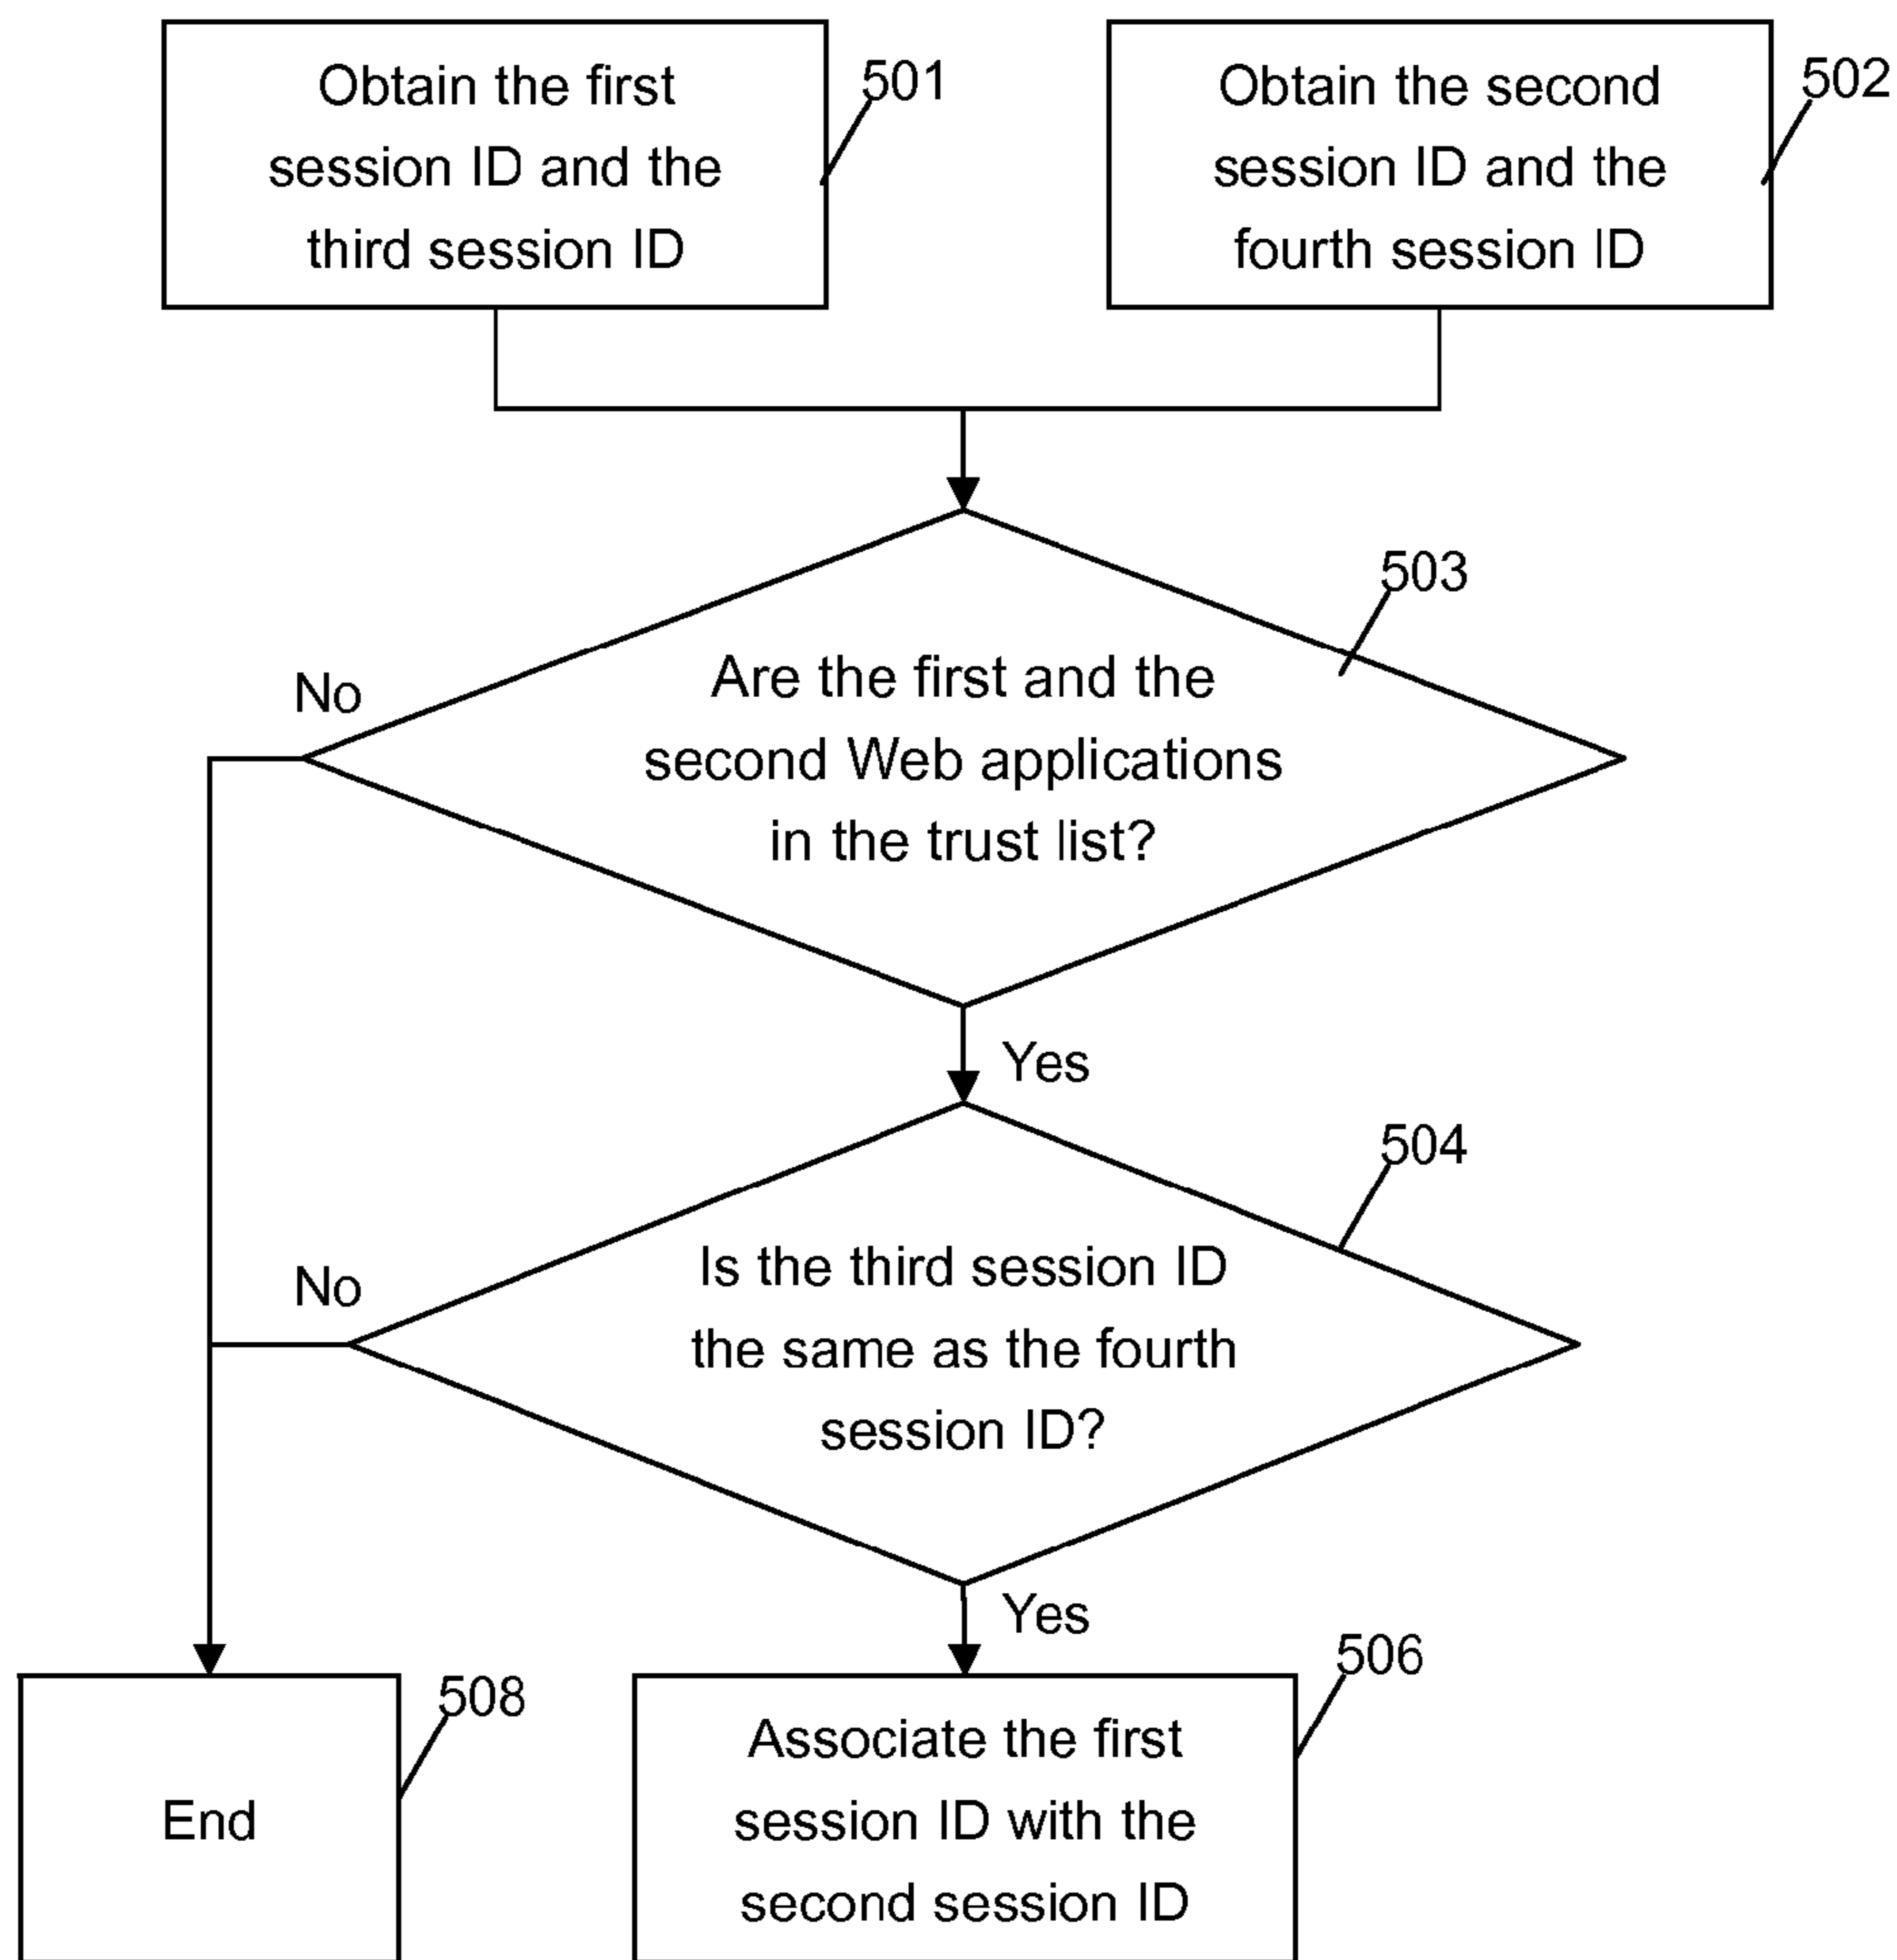 Obtain the first
session ID and the
third session ID
501
Obtain the second
session ID and the
fourth session ID
502
503
Are the first and the
second Web applications
in the trust list?
No
Yes
504
Is the third session ID
the same as the fourth
session ID?
No
Yes
508
End
506
Associate the first
session ID with the
second session ID